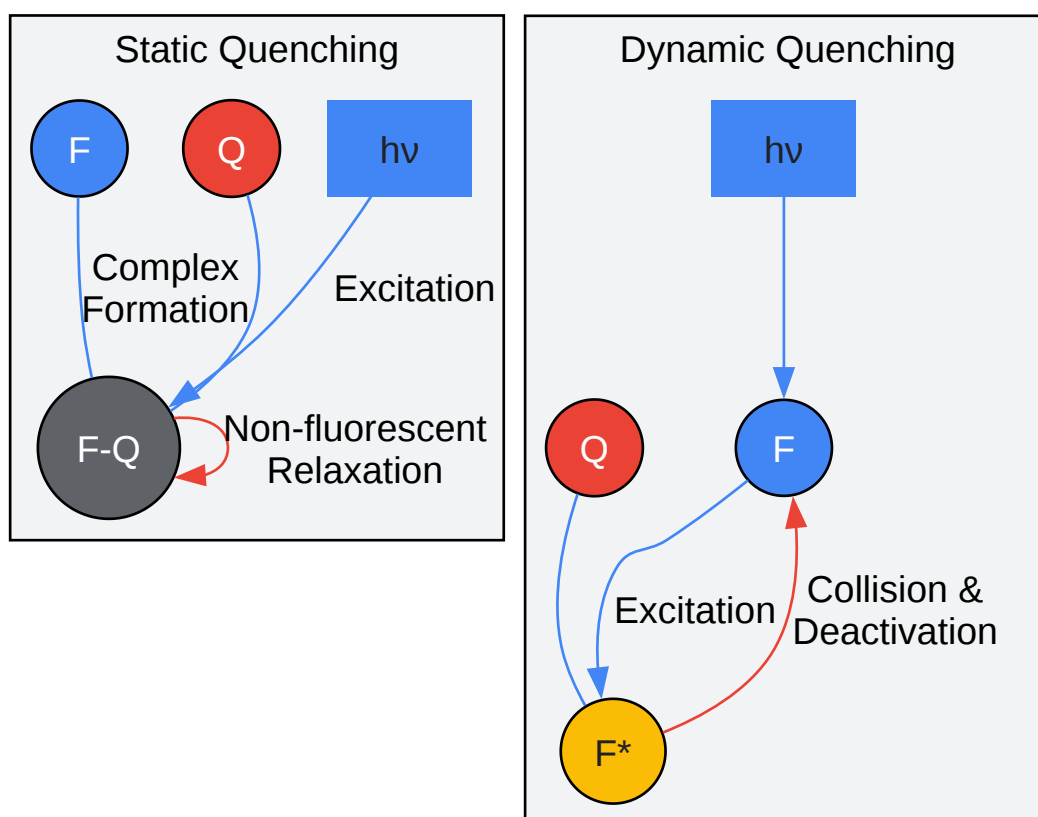 Static Quenching
F
Q
hν
Complex
Formation
Excitation
F-Q
Non-fluorescent
Relaxation
Dynamic Quenching
hν
Q
F
Excitation
Collision &
Deactivation
F*